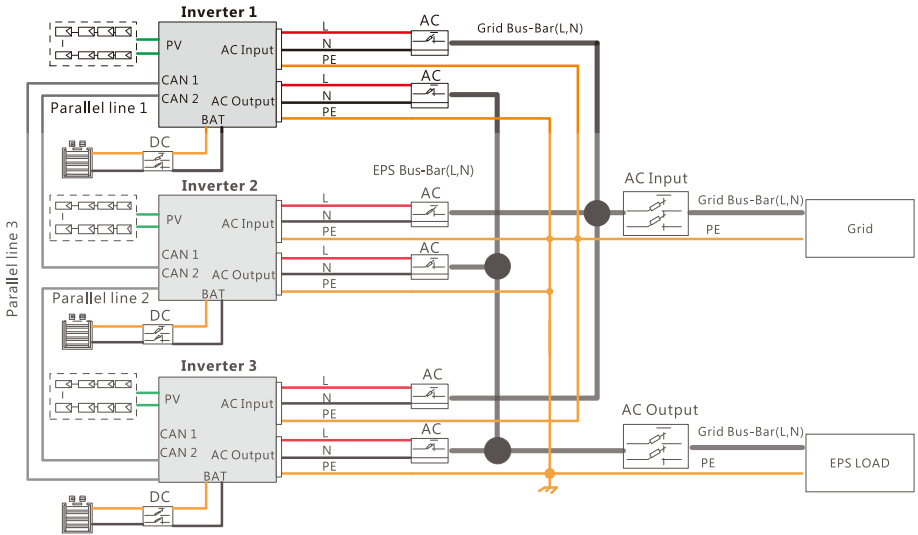 Inverter 1
AC
L
Grid Bus-Bar(L,N)
PV
AC Input
N
PE
CAN 1
L
AC
CAN 2
AC Output
N
Parallel line 1
PE
BAT
DC
EPS Bus-Bar(L,N)
Inverter 2
AC
AC Input
L
Grid Bus-Bar(L,N)
PV
AC Input
N
PE
PE
Grid
CAN 1
L
AC
CAN 2
AC Output
N
PE
BAT
Parallel line 2
Parallel line 3
DC
Inverter 3
AC
L
PV
AC Input
N
PE
AC Output
CAN 1
L
AC
Grid Bus-Bar(L,N)
CAN 2
AC Output
N
PE
PE
EPS LOAD
BAT
DC